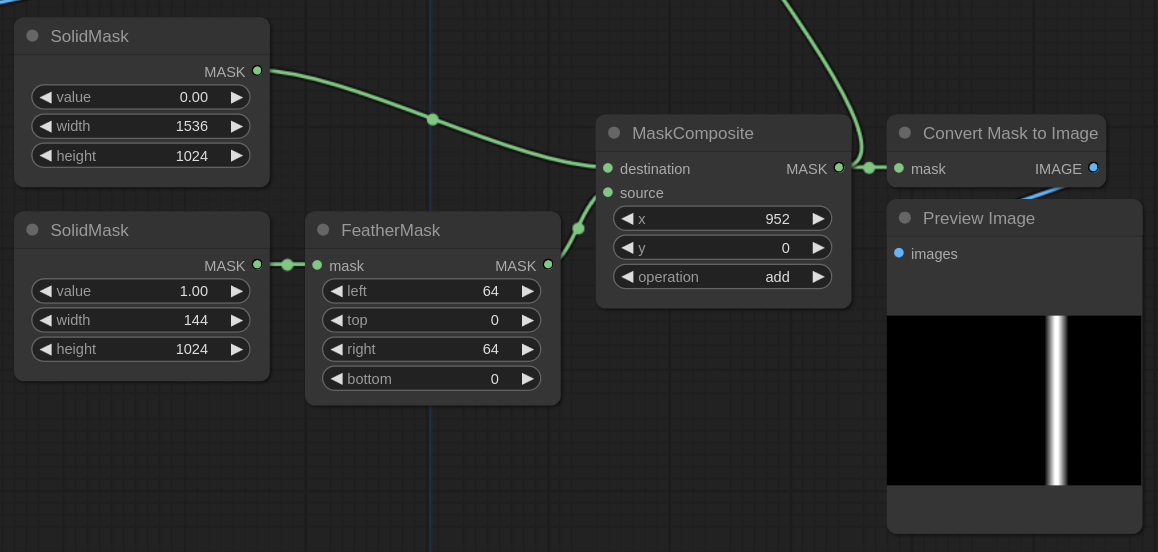 SolidMask
MASK
value 0.00
width 1536
height 1024
SolidMask
MASK
value 1.00
width 144
height 1024
FeatherMask
mask MASK
left 64
top 0
right 64
bottom 0
MaskComposite
destination MASK
source
x 952
y 0
operation add
Convert Mask to Image
mask IMAGE
Preview Image
images